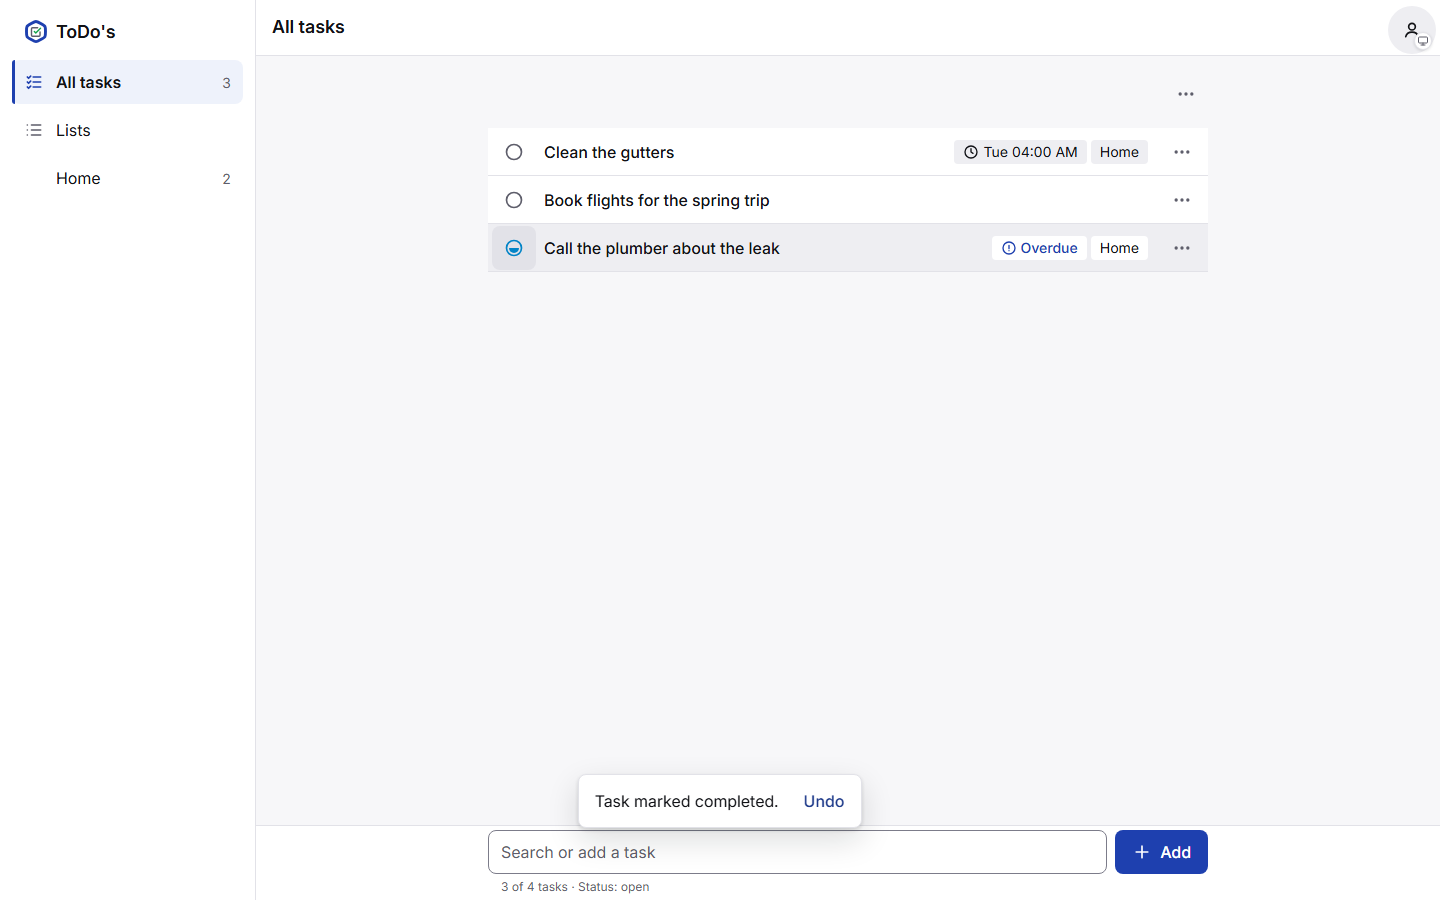 ToDo's
All tasks 3
Lists
Home 2
All tasks
Clean the gutters Tue 04:00 AM Home
Book flights for the spring trip
Call the plumber about the leak Overdue Home
Task marked completed. Undo
Search or add a task Add
3 of 4 tasks · Status: open